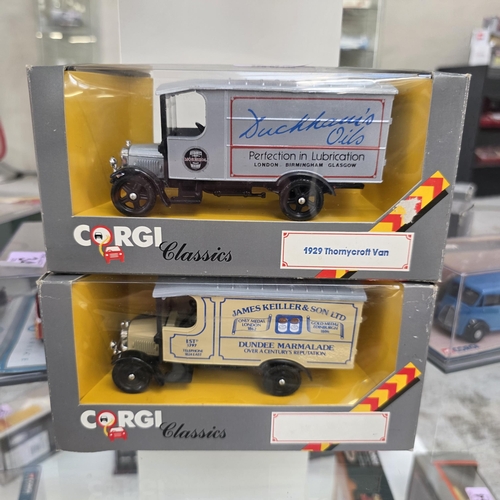 Duckham's
Oils
Perfection in Lubrication
LONDON. BIRMINGHAM. GLASGOW
CORGI
Classics
1929 Thornycroft Van
JAMES KEILLER & SON LTD
EST
DUNDEE MARMALADE
OVER A CENTURY'S REPUTATION
CORGI
Classics